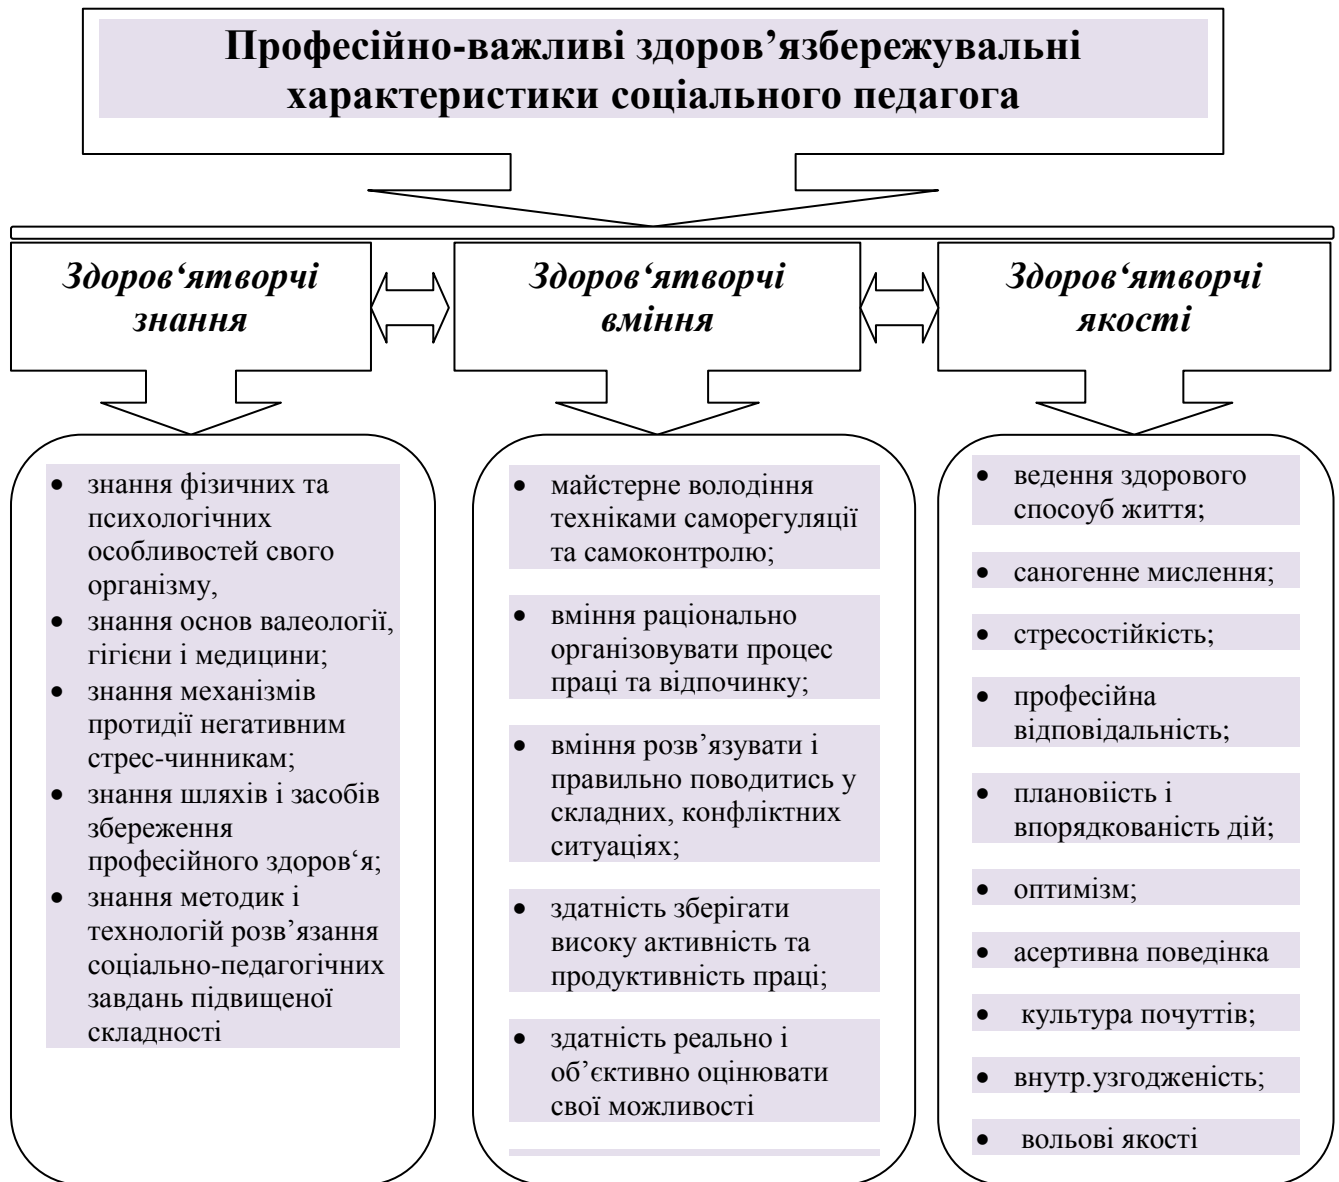 Професійно-важливі здоров’язбережувальні
характеристики соціального педагога
Здоров‘ятворчі
знання
Здоров‘ятворчі
вміння
Здоров‘ятворчі
якості
• знання фізичних та
психологічних
особливостей свого
організму,
• знання основ валеології,
гігієни і медицини;
• знання механізмів
протидії негативним
стрес-чинникам;
• знання шляхів і засобів
збереження
професійного здоров‘я;
• знання методик і
технологій розв’язання
соціально-педагогічних
завдань підвищеної
складності
• майстерне володіння
техніками саморегуляції
та самоконтролю;
• вміння раціонально
організовувати процес
праці та відпочинку;
• вміння розв’язувати і
правильно поводитись у
складних, конфліктних
ситуаціях;
• здатність зберігати
високу активність та
продуктивність праці;
• здатність реально і
об’єктивно оцінювати
свої можливості
• ведення здорового
спосоуб життя;
• саногенне мислення;
• стресостійкість;
• професійна
відповідальність;
• плановіість і
впорядкованість дій;
• оптимізм;
• асертивна поведінка
• культура почуттів;
• внутр.узгодженість;
• вольові якості